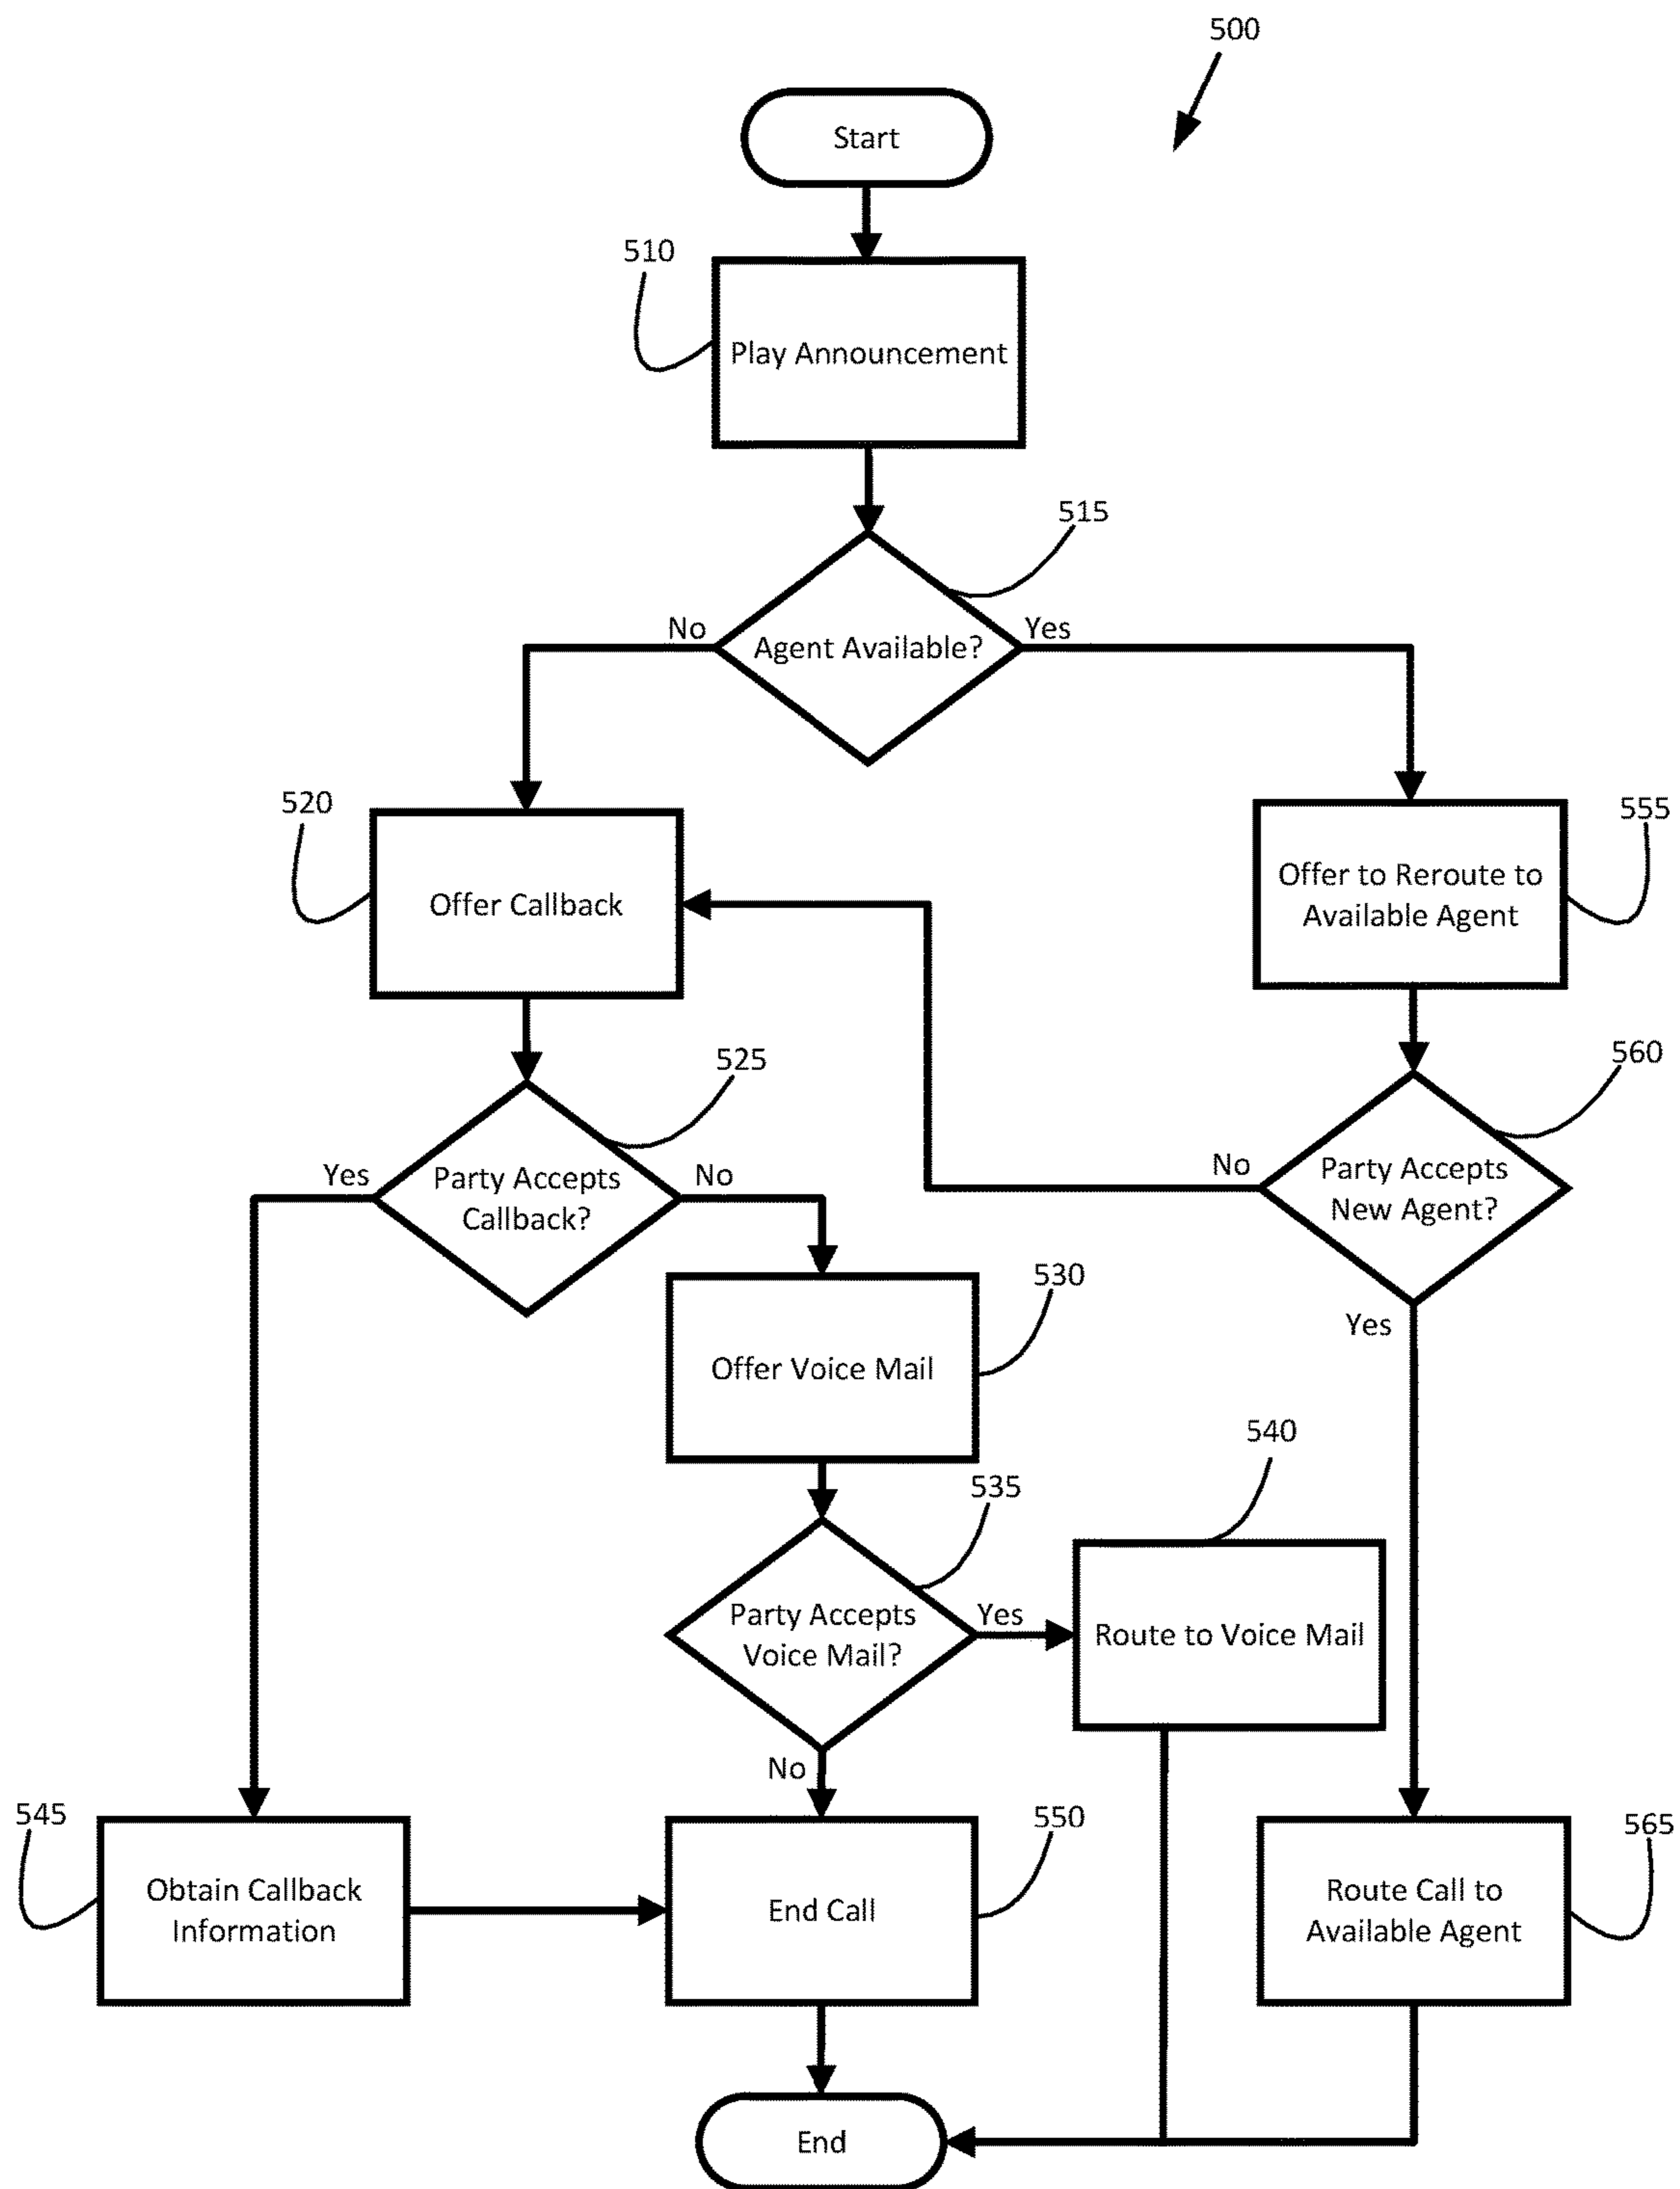 500
Start
510
Play Announcement
515
No
Yes
Agent Available?
520
555
Offer Callback
Offer to Reroute to
Available Agent
525
560
Yes
Party Accepts
Callback?
No
No
Party Accepts
New Agent?
530
Yes
Offer Voice Mail
540
535
Party Accepts
Voice Mail?
Yes
Route to Voice Mail
No
545
550
565
Obtain Callback
Information
End Call
Route Call to
Available Agent
End